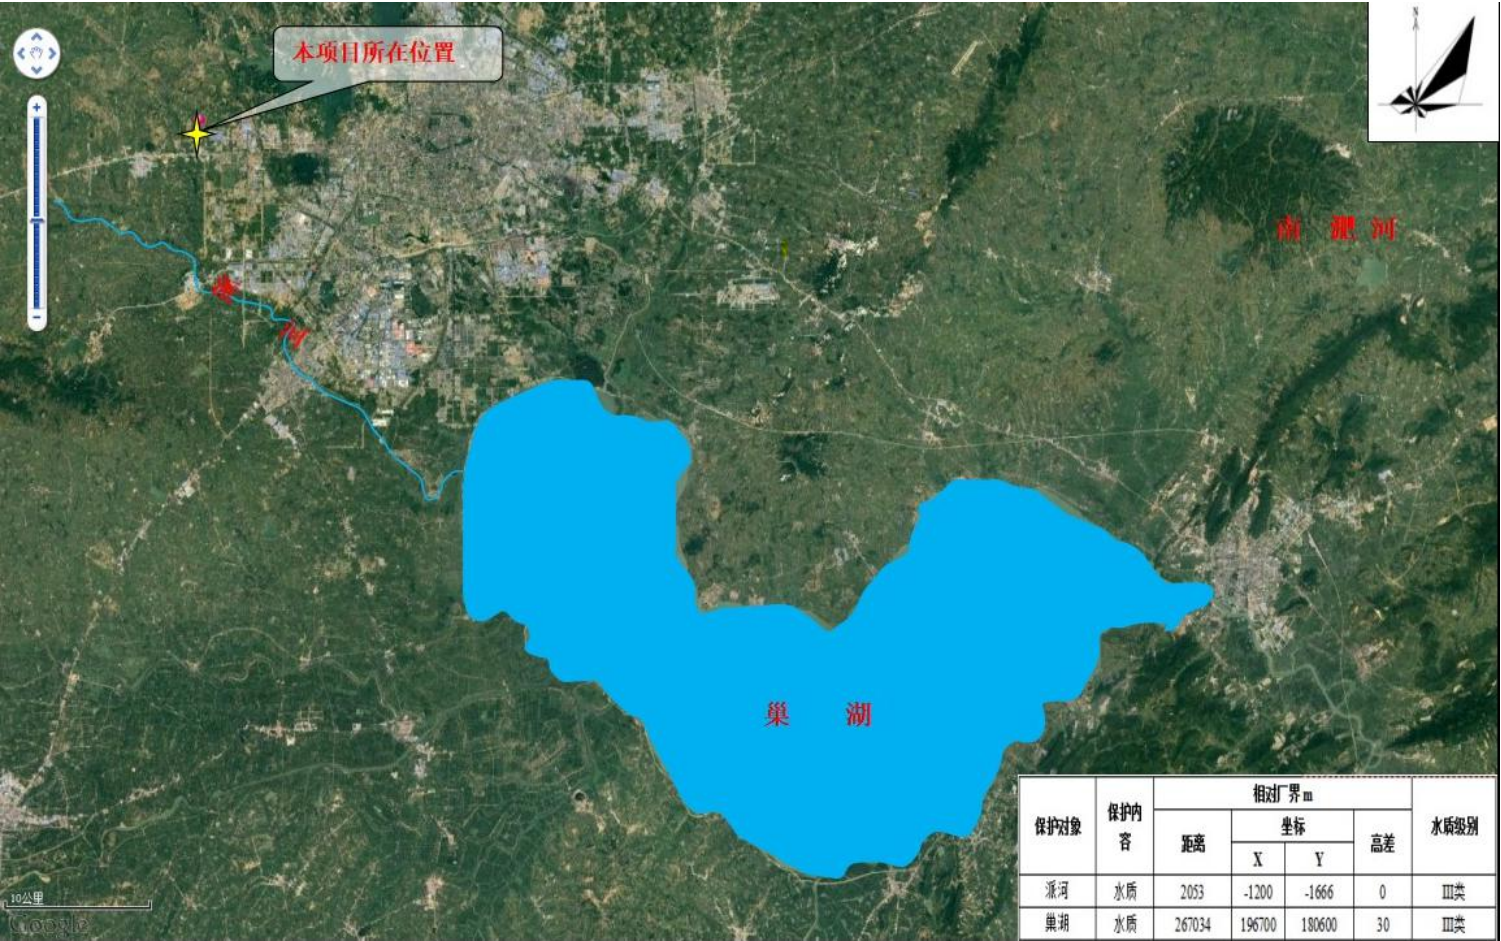 本项目所在位置
N
南淝河
派
河
巢湖
10公里
Google
保护对象 保护内容 相对厂界m 水质级别
距离 坐标 高差
X Y
派河 水质 2053 -1200 -1666 0 III类
巢湖 水质 267034 196700 180600 30 III类